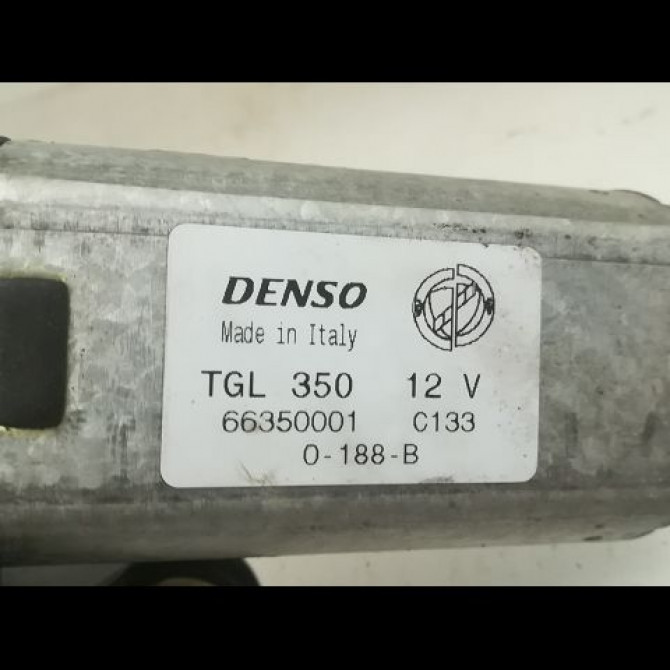 DENSO
Made in Italy
TGL 350 12 V
66350001 C133
0-188-B